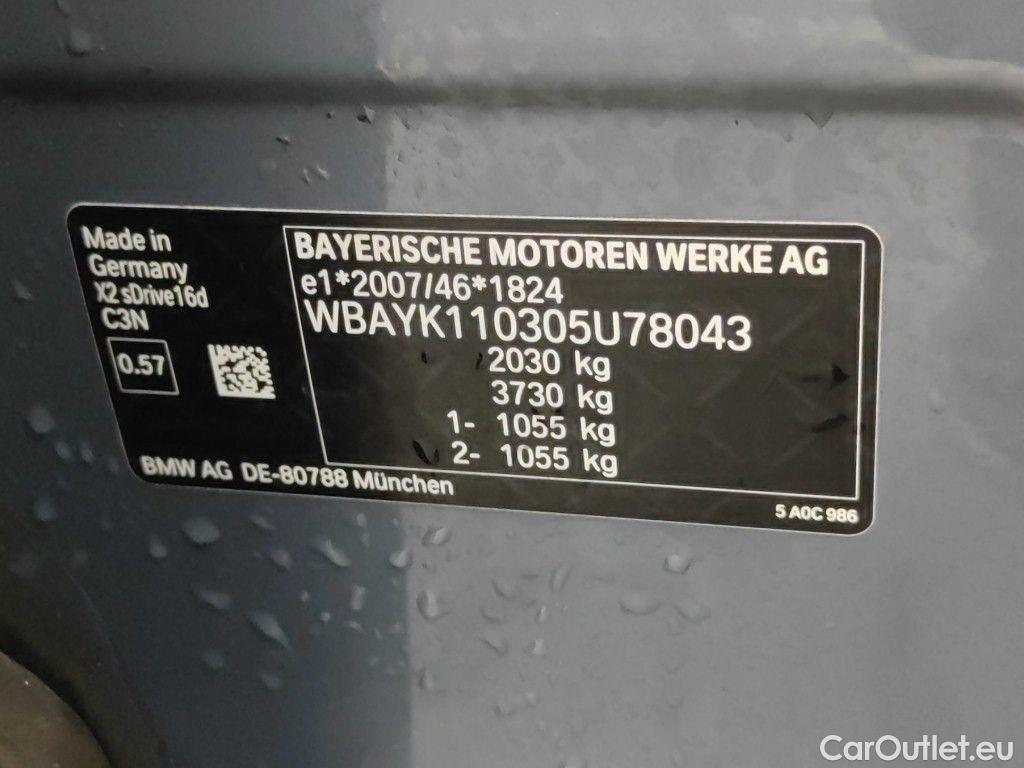 Made in
Germany
X2 sDrive16d
C3N
0.57
BAYERISCHE MOTOREN WERKE AG
e1*2007/46*1824
WBAYK110305U78043
2030 kg
3730 kg
1- 1055 kg
2- 1055 kg
BMW AG DE-80788 München
5 A0C 986
CarOutlet.eu